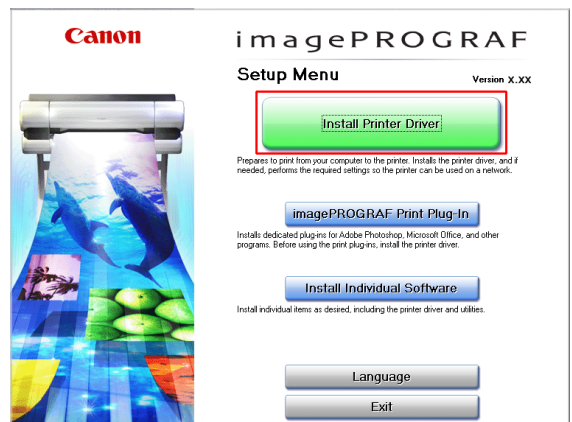 Canon
imagePROGRAF
Setup Menu
Version X.XX
Install Printer Driver
Prepares to print from your computer to the printer. Installs the printer driver, and if
needed, performs the required settings so the printer can be used on a network.
imagePROGRAF Print Plug-In
Installs dedicated plug-ins for Adobe Photoshop, Microsoft Office, and other
programs. Before using the print plug-ins, install the printer driver.
Install Individual Software
Install individual items as desired, including the printer driver and utilities.
Language
Exit